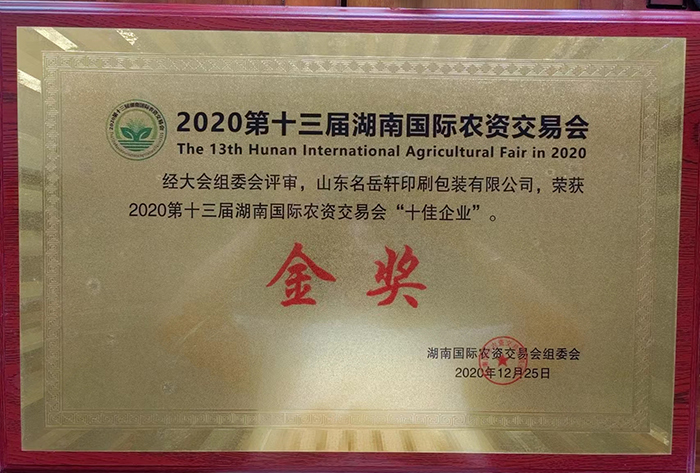 2020第十三届湖南国际农资交易会
The 13th Hunan International Agricultural Fair in 2020
经大会组委会评审，山东名岳轩印刷包装有限公司，荣获
2020第十三届湖南国际农资交易会“十佳企业”。
金奖
湖南国际农资交易会组委会
2020年12月25日